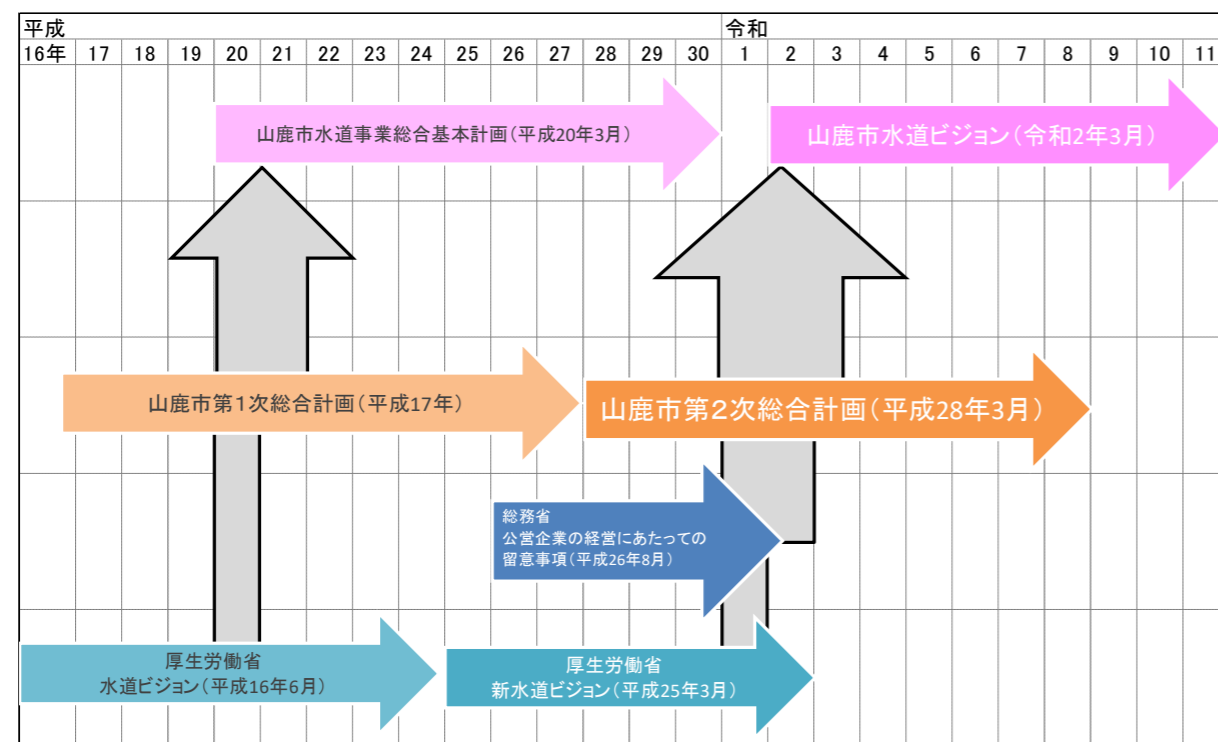 平成 令和
16年 17 18 19 20 21 22 23 24 25 26 27 28 29 30 1 2 3 4 5 6 7 8 9 10 11
山鹿市水道事業総合基本計画(平成20年3月)
山鹿市水道ビジョン(令和2年3月)
山鹿市第1次総合計画(平成17年)
山鹿市第2次総合計画(平成28年3月)
総務省
公営企業の経営にあたっての
留意事項(平成26年8月)
厚生労働省
水道ビジョン(平成16年6月)
厚生労働省
新水道ビジョン(平成25年3月)